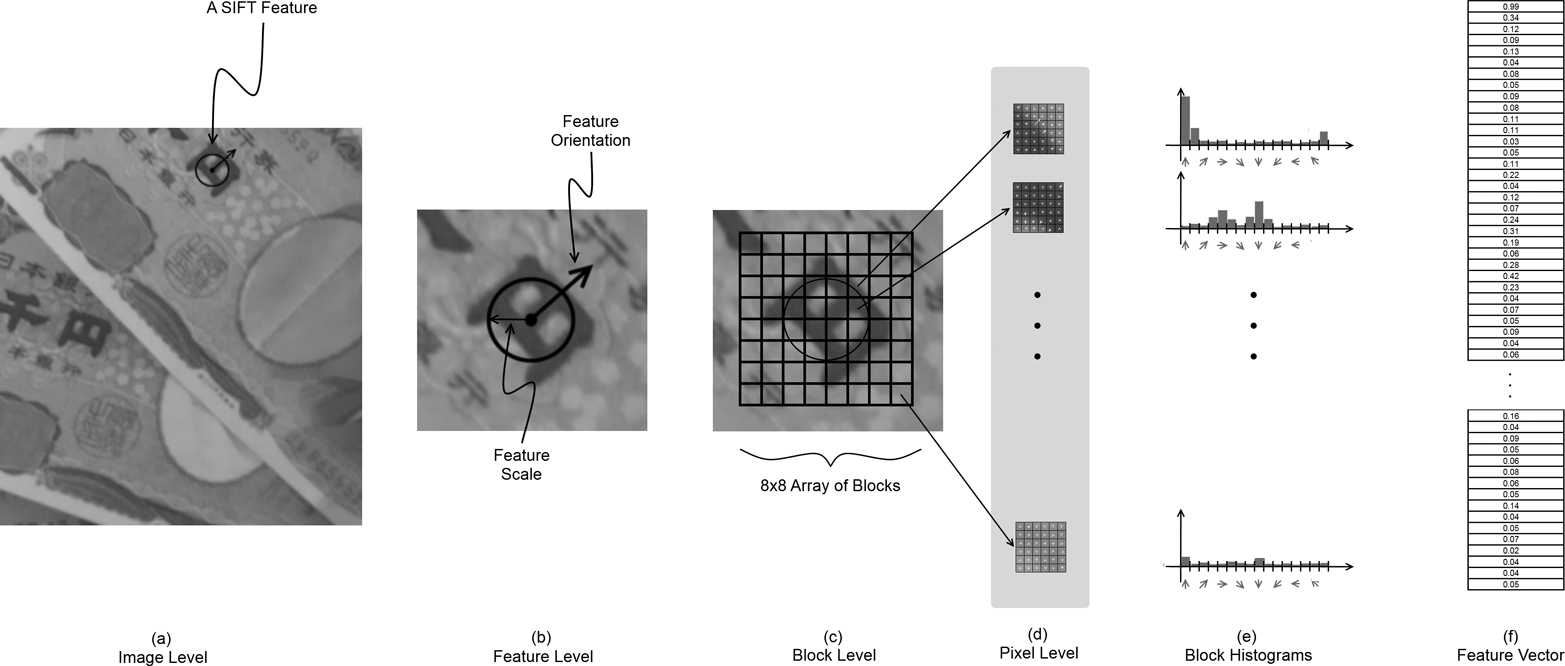 A SIFT Feature
日本銀
千日
Feature
Orientation
Feature
Scale
8x8 Array of Blocks
0.99
0.34
0.12
0.09
0.13
0.04
0.08
0.05
0.09
0.08
0.11
0.11
0.03
0.05
0.11
0.22
0.04
0.12
0.07
0.24
0.31
0.19
0.06
0.28
0.42
0.23
0.04
0.07
0.05
0.09
0.04
0.06
0.16
0.04
0.09
0.05
0.06
0.08
0.06
0.05
0.14
0.04
0.05
0.07
0.02
0.04
0.04
0.05
(a)
Image Level
(b)
Feature Level
(c)
Block Level
(d)
Pixel Level
(e)
Block Histograms
(f)
Feature Vector